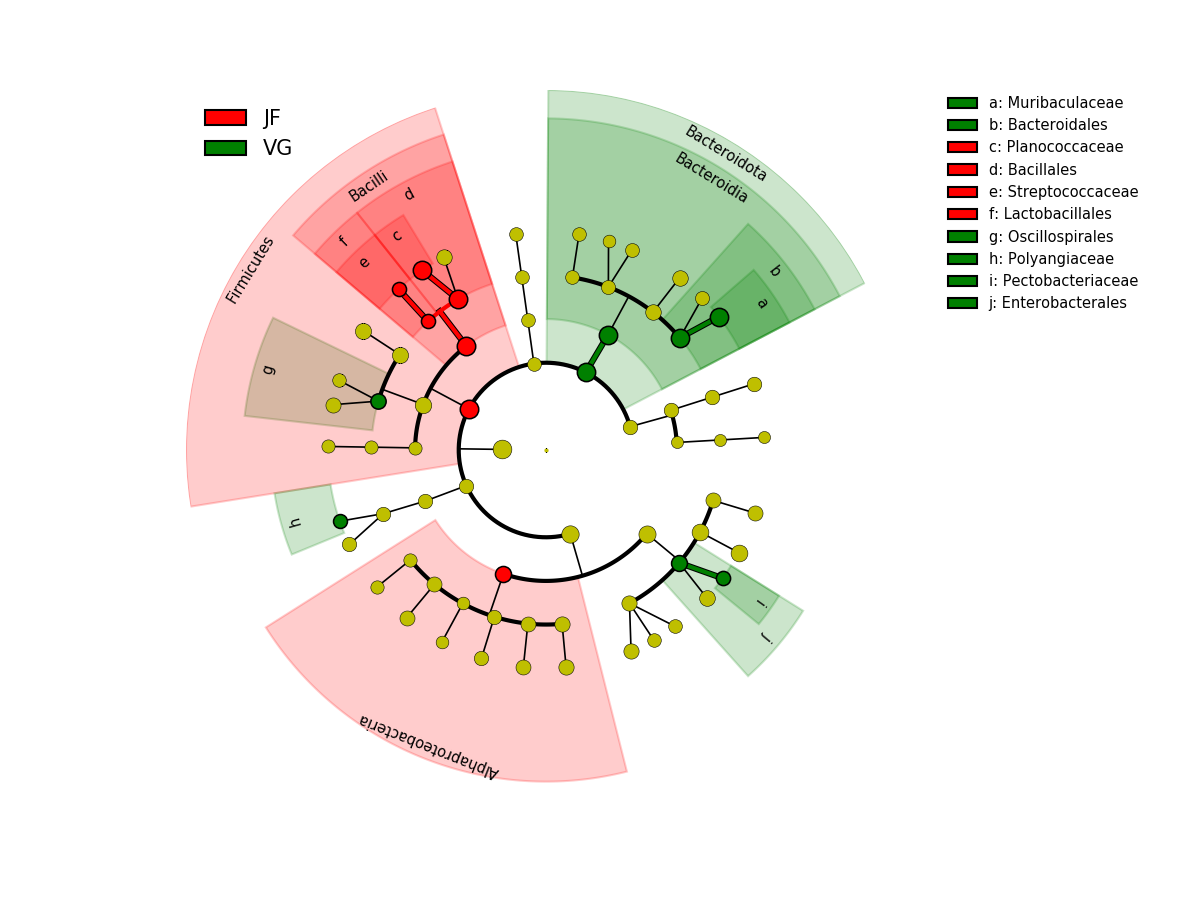 JF
VG
a: Muribaculaceae
b: Bacteroidales
c: Planococcaceae
d: Bacillales
e: Streptococcaceae
f: Lactobacillales
g: Oscillospirales
h: Polyangiaceae
i: Pectobacteriaceae
j: Enterobacterales
Bacteroidota
Bacteroidia
Bacilli
Firmicutes
Alphaproteobacteria
a
b
c
d
e
f
g
h
i
j